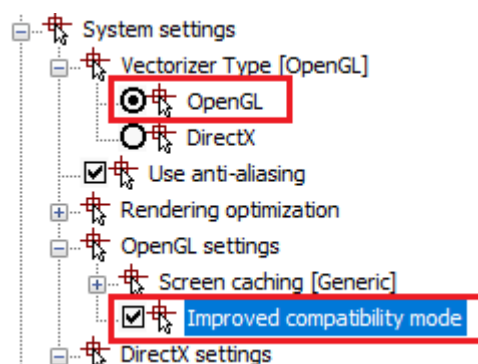 System settings
Vectorizer Type [OpenGL]
OpenGL
DirectX
Use anti-aliasing
Rendering optimization
OpenGL settings
Screen caching [Generic]
Improved compatibility mode
DirectX settings